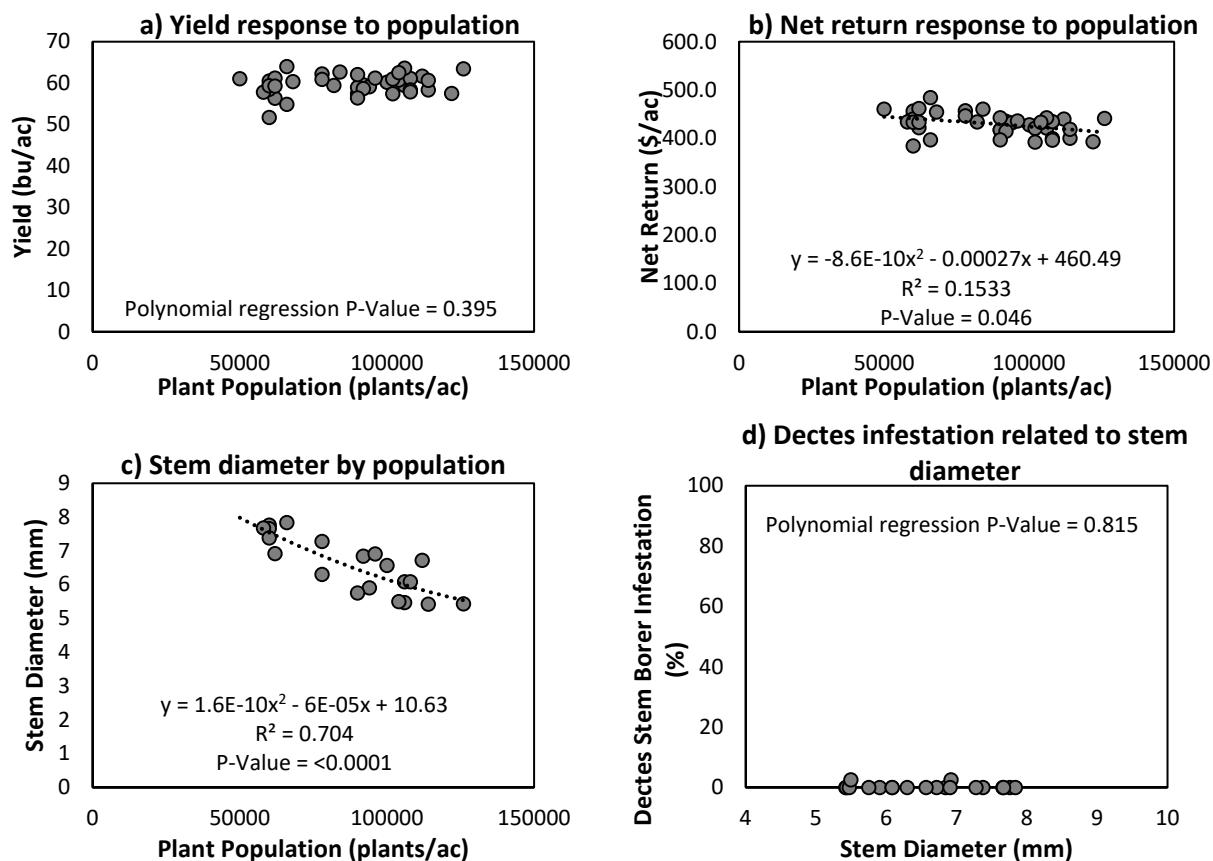 a) Yield response to population
70
60
50
40
30
20
10
0
Yield (bu/ac)
Polynomial regression P-Value = 0.395
0 50000 100000 150000
Plant Population (plants/ac)
b) Net return response to population
600.0
500.0
400.0
300.0
200.0
100.0
0.0
Net Return ($/ac)
y = -8.6E-10x² - 0.00027x + 460.49
R² = 0.1533
P-Value = 0.046
0 50000 100000 150000
Plant Population (plants/ac)
c) Stem diameter by population
9
8
7
6
5
4
3
2
1
0
Stem Diameter (mm)
y = 1.6E-10x² - 6E-05x + 10.63
R² = 0.704
P-Value = <0.0001
0 50000 100000 150000
Plant Population (plants/ac)
d) Dectes infestation related to stem
diameter
100
80
60
40
20
0
Dectes Stem Borer Infestation
(%)
Polynomial regression P-Value = 0.815
4 5 6 7 8 9 10
Stem Diameter (mm)